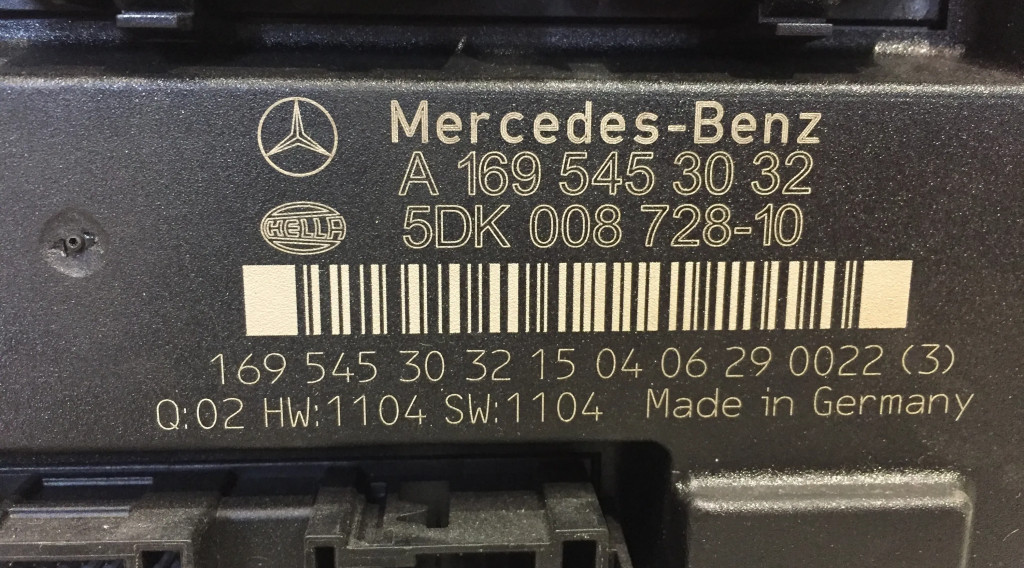 Mercedes-Benz
A 169 545 30 32
HELLA
5DK 008 728-10
169 545 30 32 15 04 06 29 0022 (3)
Q:02 HW:1104 SW:1104 Made in Germany